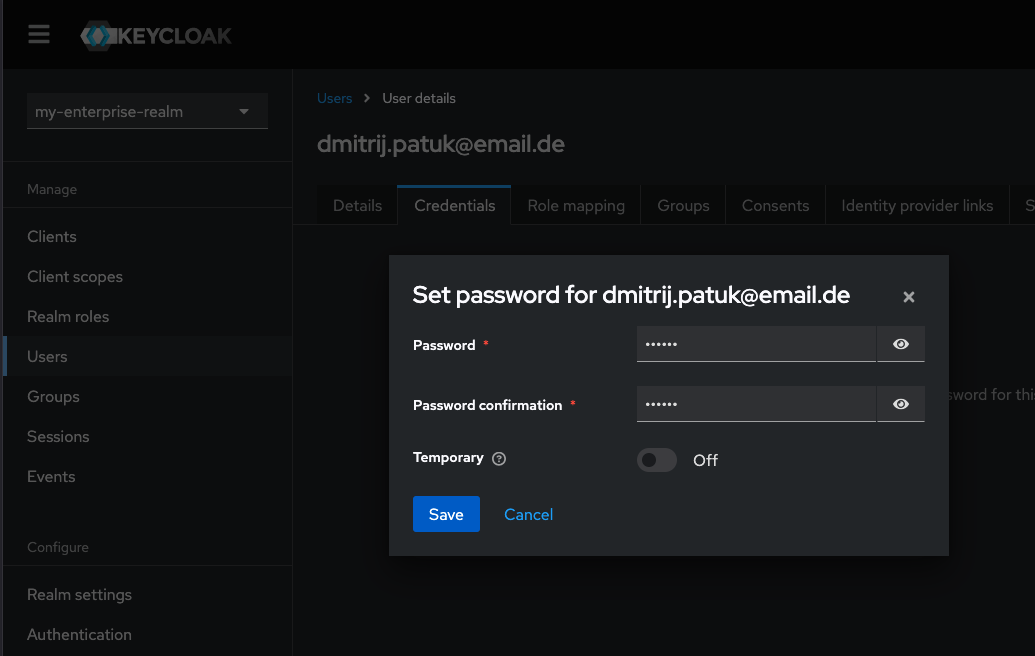 KEYCLOAK
my-enterprise-realm
Manage
Clients
Client scopes
Realm roles
Users
Groups
Sessions
Events
Configure
Realm settings
Authentication
Users > User details
dmitrij.patuk@email.de
Details Credentials Role mapping Groups Consents Identity provider links S
Set password for dmitrij.patuk@email.de
Password *
••••••
Password confirmation *
••••••
Temporary ? Off
Save Cancel
sword for this